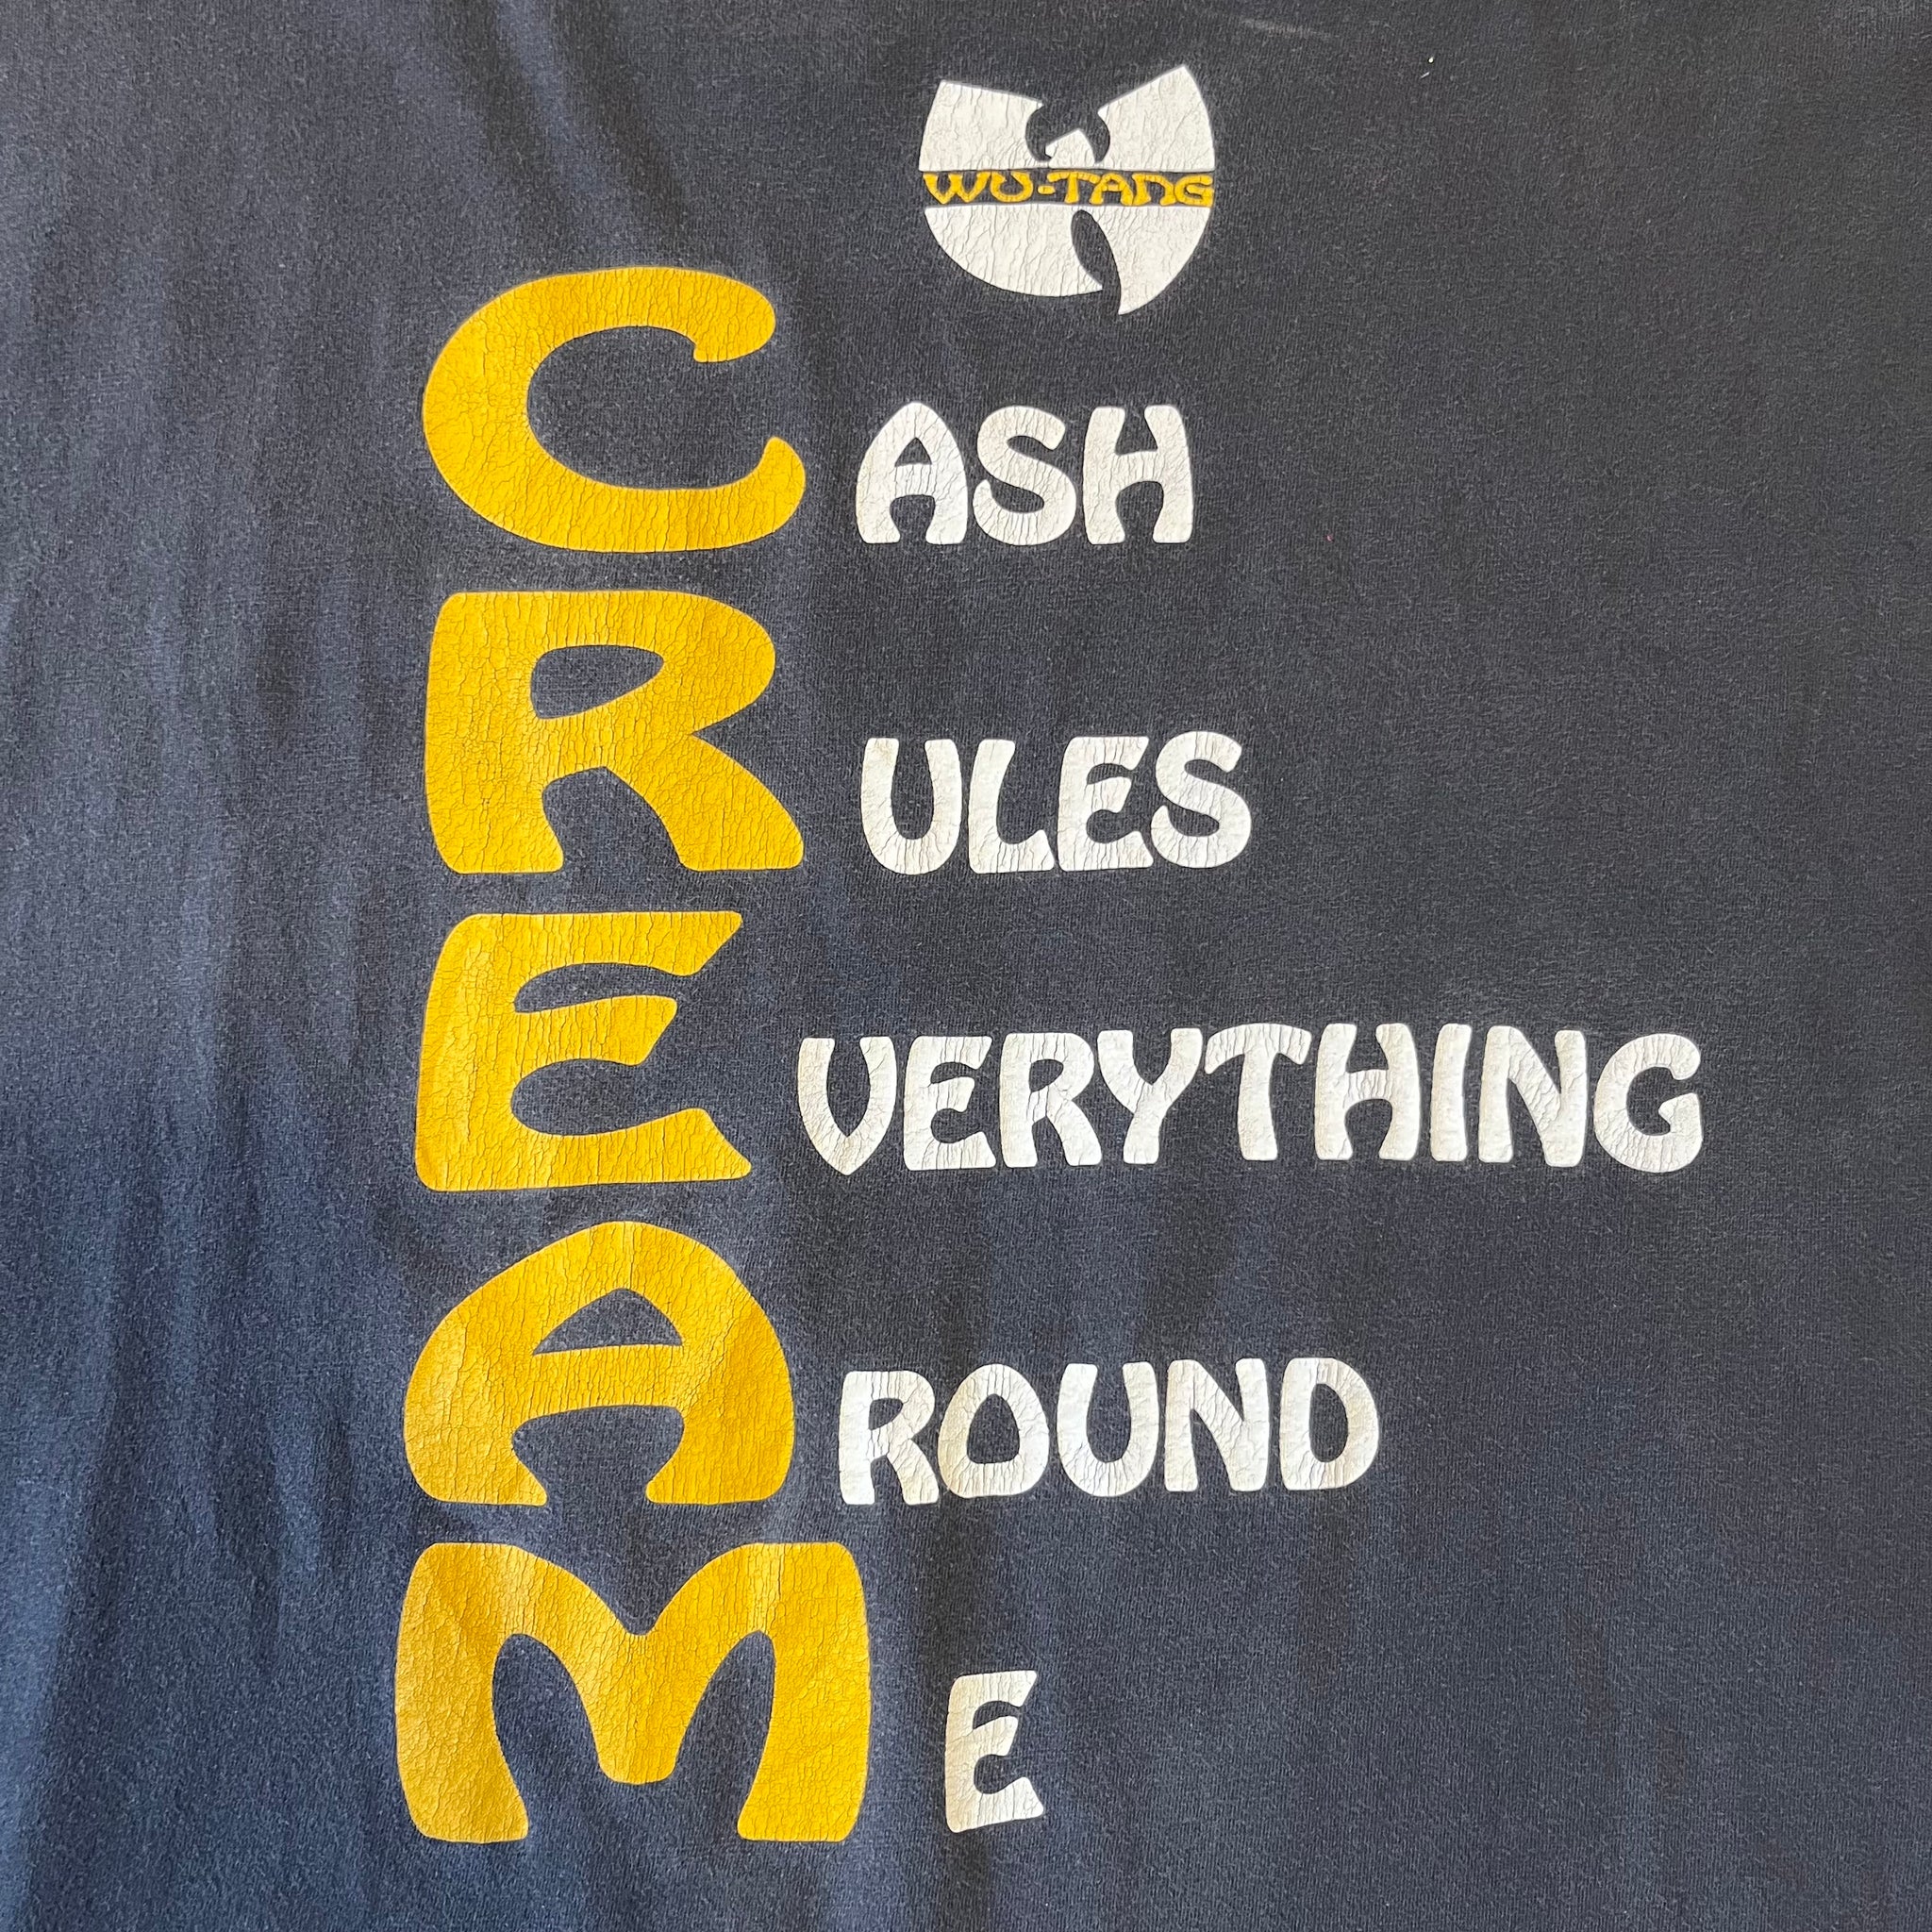 WU-TANG
CASH
RULES
EVERYTHING
AROUND
ME